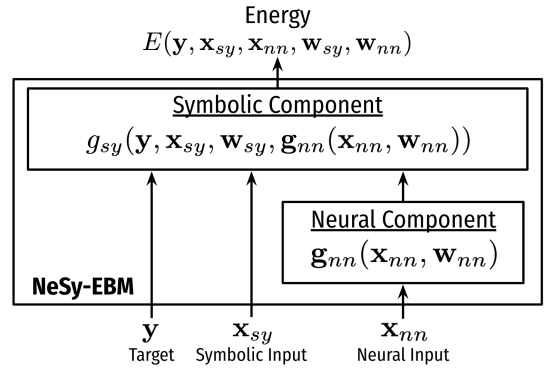 Energy
E(y, x_sy, x_nn, w_sy, w_nn)
Symbolic Component
g_sy(y, x_sy, w_sy, g_nn(x_nn, w_nn))
Neural Component
g_nn(x_nn, w_nn)
NeSy-EBM
y x_sy x_nn
Target Symbolic Input Neural Input